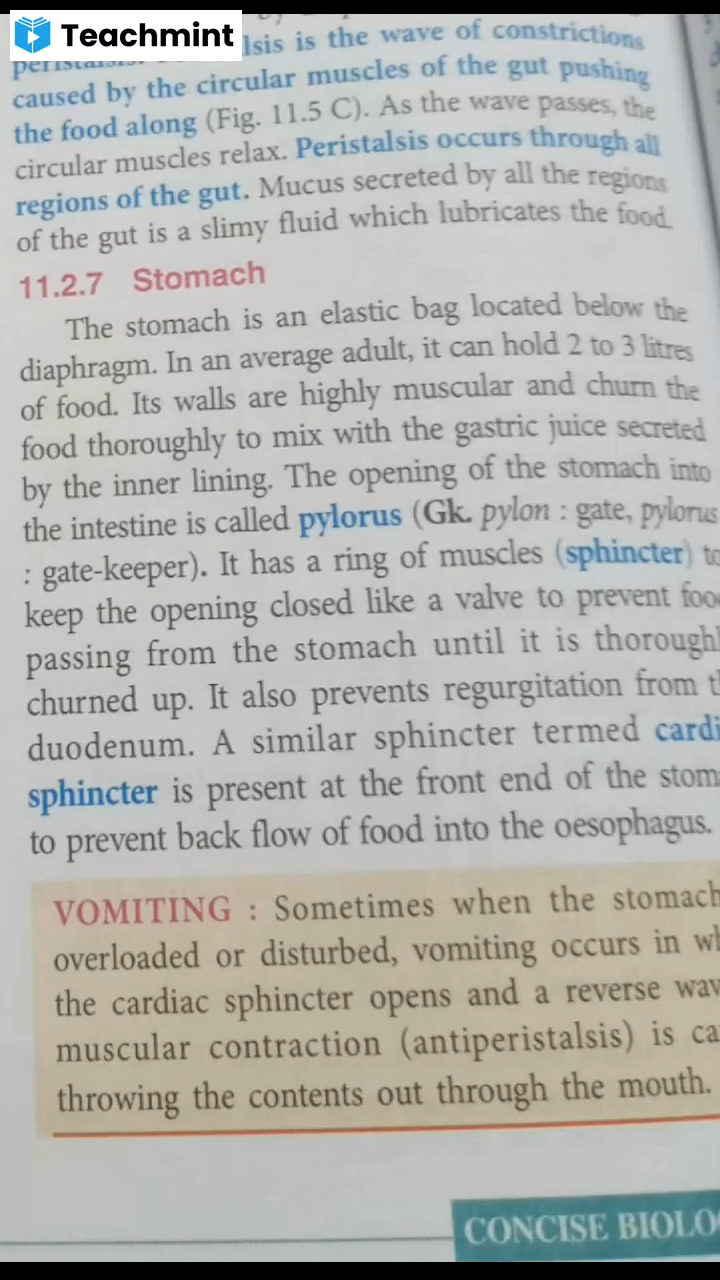 Teachmint
lsis is the wave of constrictions
caused by the circular muscles of the gut pushing
the food along (Fig. 11.5 C). As the wave passes, the
circular muscles relax. Peristalsis occurs through all
regions of the gut. Mucus secreted by all the regions
of the gut is a slimy fluid which lubricates the food.
11.2.7 Stomach
The stomach is an elastic bag located below the
diaphragm. In an average adult, it can hold 2 to 3 litres
of food. Its walls are highly muscular and churn the
food thoroughly to mix with the gastric juice secreted
by the inner lining. The opening of the stomach into
the intestine is called pylorus (Gk. pylon : gate, pylorus
: gate-keeper). It has a ring of muscles (sphincter) to
keep the opening closed like a valve to prevent foo
passing from the stomach until it is thorough
churned up. It also prevents regurgitation from t
duodenum. A similar sphincter termed cardi
sphincter is present at the front end of the stom
to prevent back flow of food into the oesophagus.
VOMITING : Sometimes when the stomach
overloaded or disturbed, vomiting occurs in wh
the cardiac sphincter opens and a reverse wav
muscular contraction (antiperistalsis) is ca
throwing the contents out through the mouth.
CONCISE BIOLO